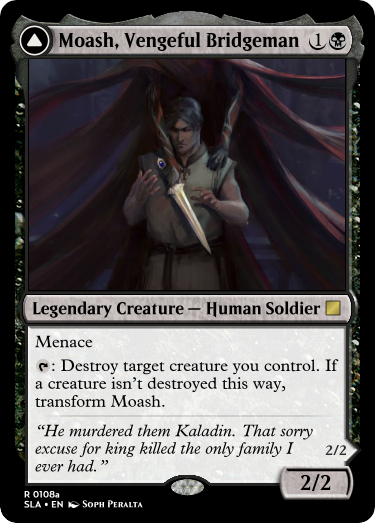 Moash, Vengeful Bridgeman 1
Legendary Creature — Human Soldier
Menace
: Destroy target creature you control. If
a creature isn't destroyed this way,
transform Moash.
“He murdered them Kaladin. That sorry
excuse for king killed the only family I
ever had.”
2/2
2/2
R 0108a
SLA • EN Soph Peralta